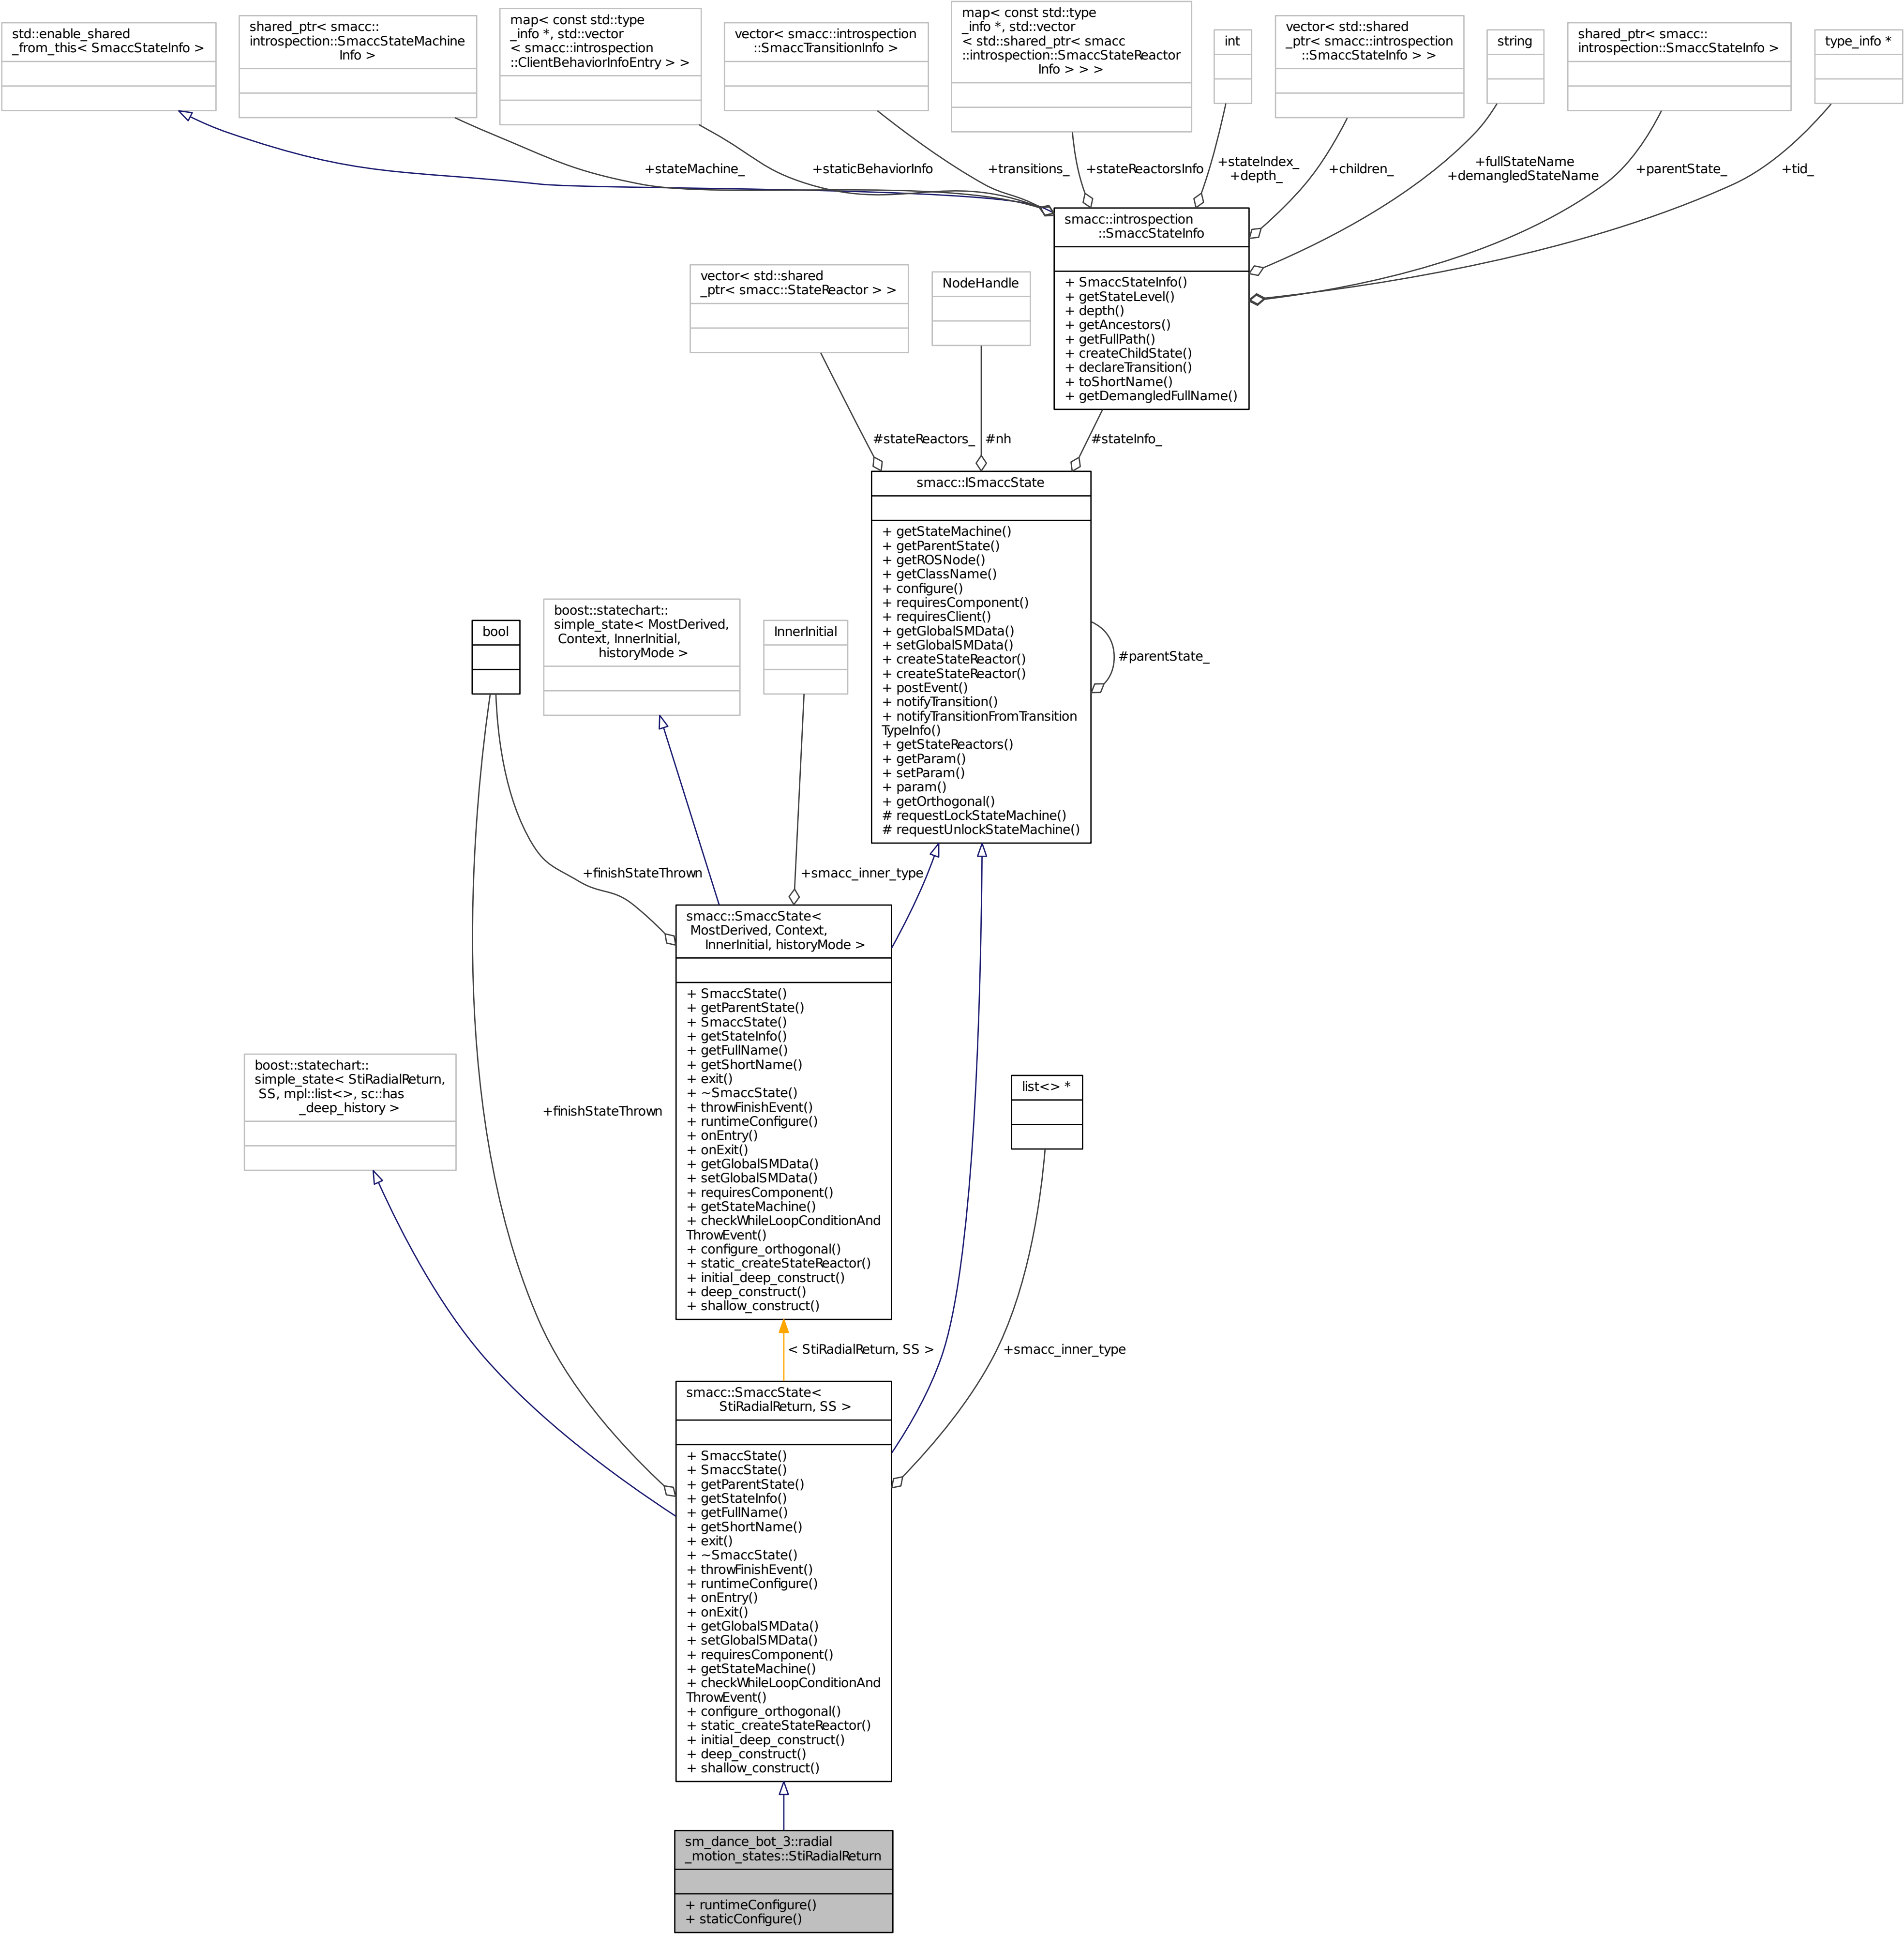 std::enable_shared
_from_this< SmaccStateInfo >
shared_ptr< smacc::
introspection::SmaccStateMachine
Info >
map< const std::type
_info *, std::vector
< smacc::introspection
::ClientBehaviorInfoEntry > >
vector< smacc::introspection
::SmaccTransitionInfo >
map< const std::type
_info *, std::vector
< std::shared_ptr< smacc
::introspection::SmaccStateReactor
Info > > >
int
vector< std::shared
_ptr< smacc::introspection
::SmaccStateInfo > >
string
shared_ptr< smacc::
introspection::SmaccStateInfo >
type_info *
+stateMachine_
+staticBehaviorInfo
+transitions_
+stateReactorsInfo
+stateIndex_
+depth_
+children_
+fullStateName
+demangledStateName
+parentState_
+tid_
smacc::introspection
::SmaccStateInfo
+ SmaccStateInfo()
+ getStateLevel()
+ depth()
+ getAncestors()
+ getFullPath()
+ createChildState()
+ declareTransition()
+ toShortName()
+ getDemangledFullName()
vector< std::shared
_ptr< smacc::StateReactor > >
NodeHandle
#stateReactors_
#nh
#stateInfo_
smacc::ISmaccState
+ getStateMachine()
+ getParentState()
+ getROSNode()
+ getClassName()
+ configure()
+ requiresComponent()
+ requiresClient()
+ getGlobalSMData()
+ setGlobalSMData()
+ createStateReactor()
+ createStateReactor()
+ postEvent()
+ notifyTransition()
+ notifyTransitionFromTransition
TypeInfo()
+ getStateReactors()
+ getParam()
+ setParam()
+ param()
+ getOrthogonal()
# requestLockStateMachine()
# requestUnlockStateMachine()
#parentState_
bool
boost::statechart::
simple_state< MostDerived,
Context, InnerInitial,
historyMode >
InnerInitial
+finishStateThrown
+smacc_inner_type
smacc::SmaccState<
MostDerived, Context,
InnerInitial, historyMode >
+ SmaccState()
+ getParentState()
+ SmaccState()
+ getStateInfo()
+ getFullName()
+ getShortName()
+ exit()
+ ~SmaccState()
+ throwFinishEvent()
+ runtimeConfigure()
+ onEntry()
+ onExit()
+ getGlobalSMData()
+ setGlobalSMData()
+ requiresComponent()
+ getStateMachine()
+ checkWhileLoopConditionAnd
ThrowEvent()
+ configure_orthogonal()
+ static_createStateReactor()
+ initial_deep_construct()
+ deep_construct()
+ shallow_construct()
boost::statechart::
simple_state< StiRadialReturn,
SS, mpl::list<>, sc::has
_deep_history >
+finishStateThrown
list<> *
< StiRadialReturn, SS >
+smacc_inner_type
smacc::SmaccState<
StiRadialReturn, SS >
+ SmaccState()
+ SmaccState()
+ getParentState()
+ getStateInfo()
+ getFullName()
+ getShortName()
+ exit()
+ ~SmaccState()
+ throwFinishEvent()
+ runtimeConfigure()
+ onEntry()
+ onExit()
+ getGlobalSMData()
+ setGlobalSMData()
+ requiresComponent()
+ getStateMachine()
+ checkWhileLoopConditionAnd
ThrowEvent()
+ configure_orthogonal()
+ static_createStateReactor()
+ initial_deep_construct()
+ deep_construct()
+ shallow_construct()
sm_dance_bot_3::radial
_motion_states::StiRadialReturn
+ runtimeConfigure()
+ staticConfigure()